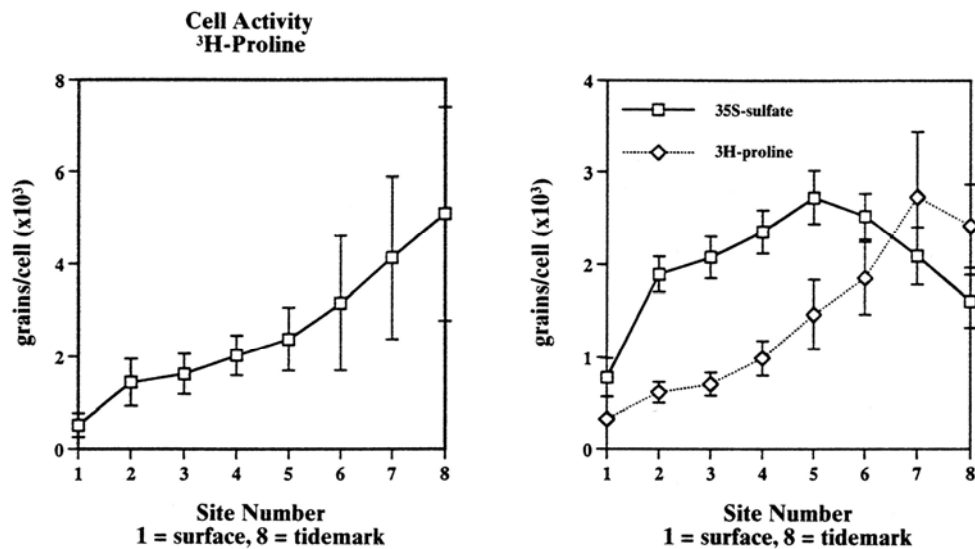 Cell Activity
³H-Proline
grains/cell (x10³)
8
6
4
2
0
1 2 3 4 5 6 7 8
Site Number
1 = surface, 8 = tidemark
grains/cell (x10³)
4
3
2
1
0
35S-sulfate
3H-proline
1 2 3 4 5 6 7 8
Site Number
1 = surface, 8 = tidemark